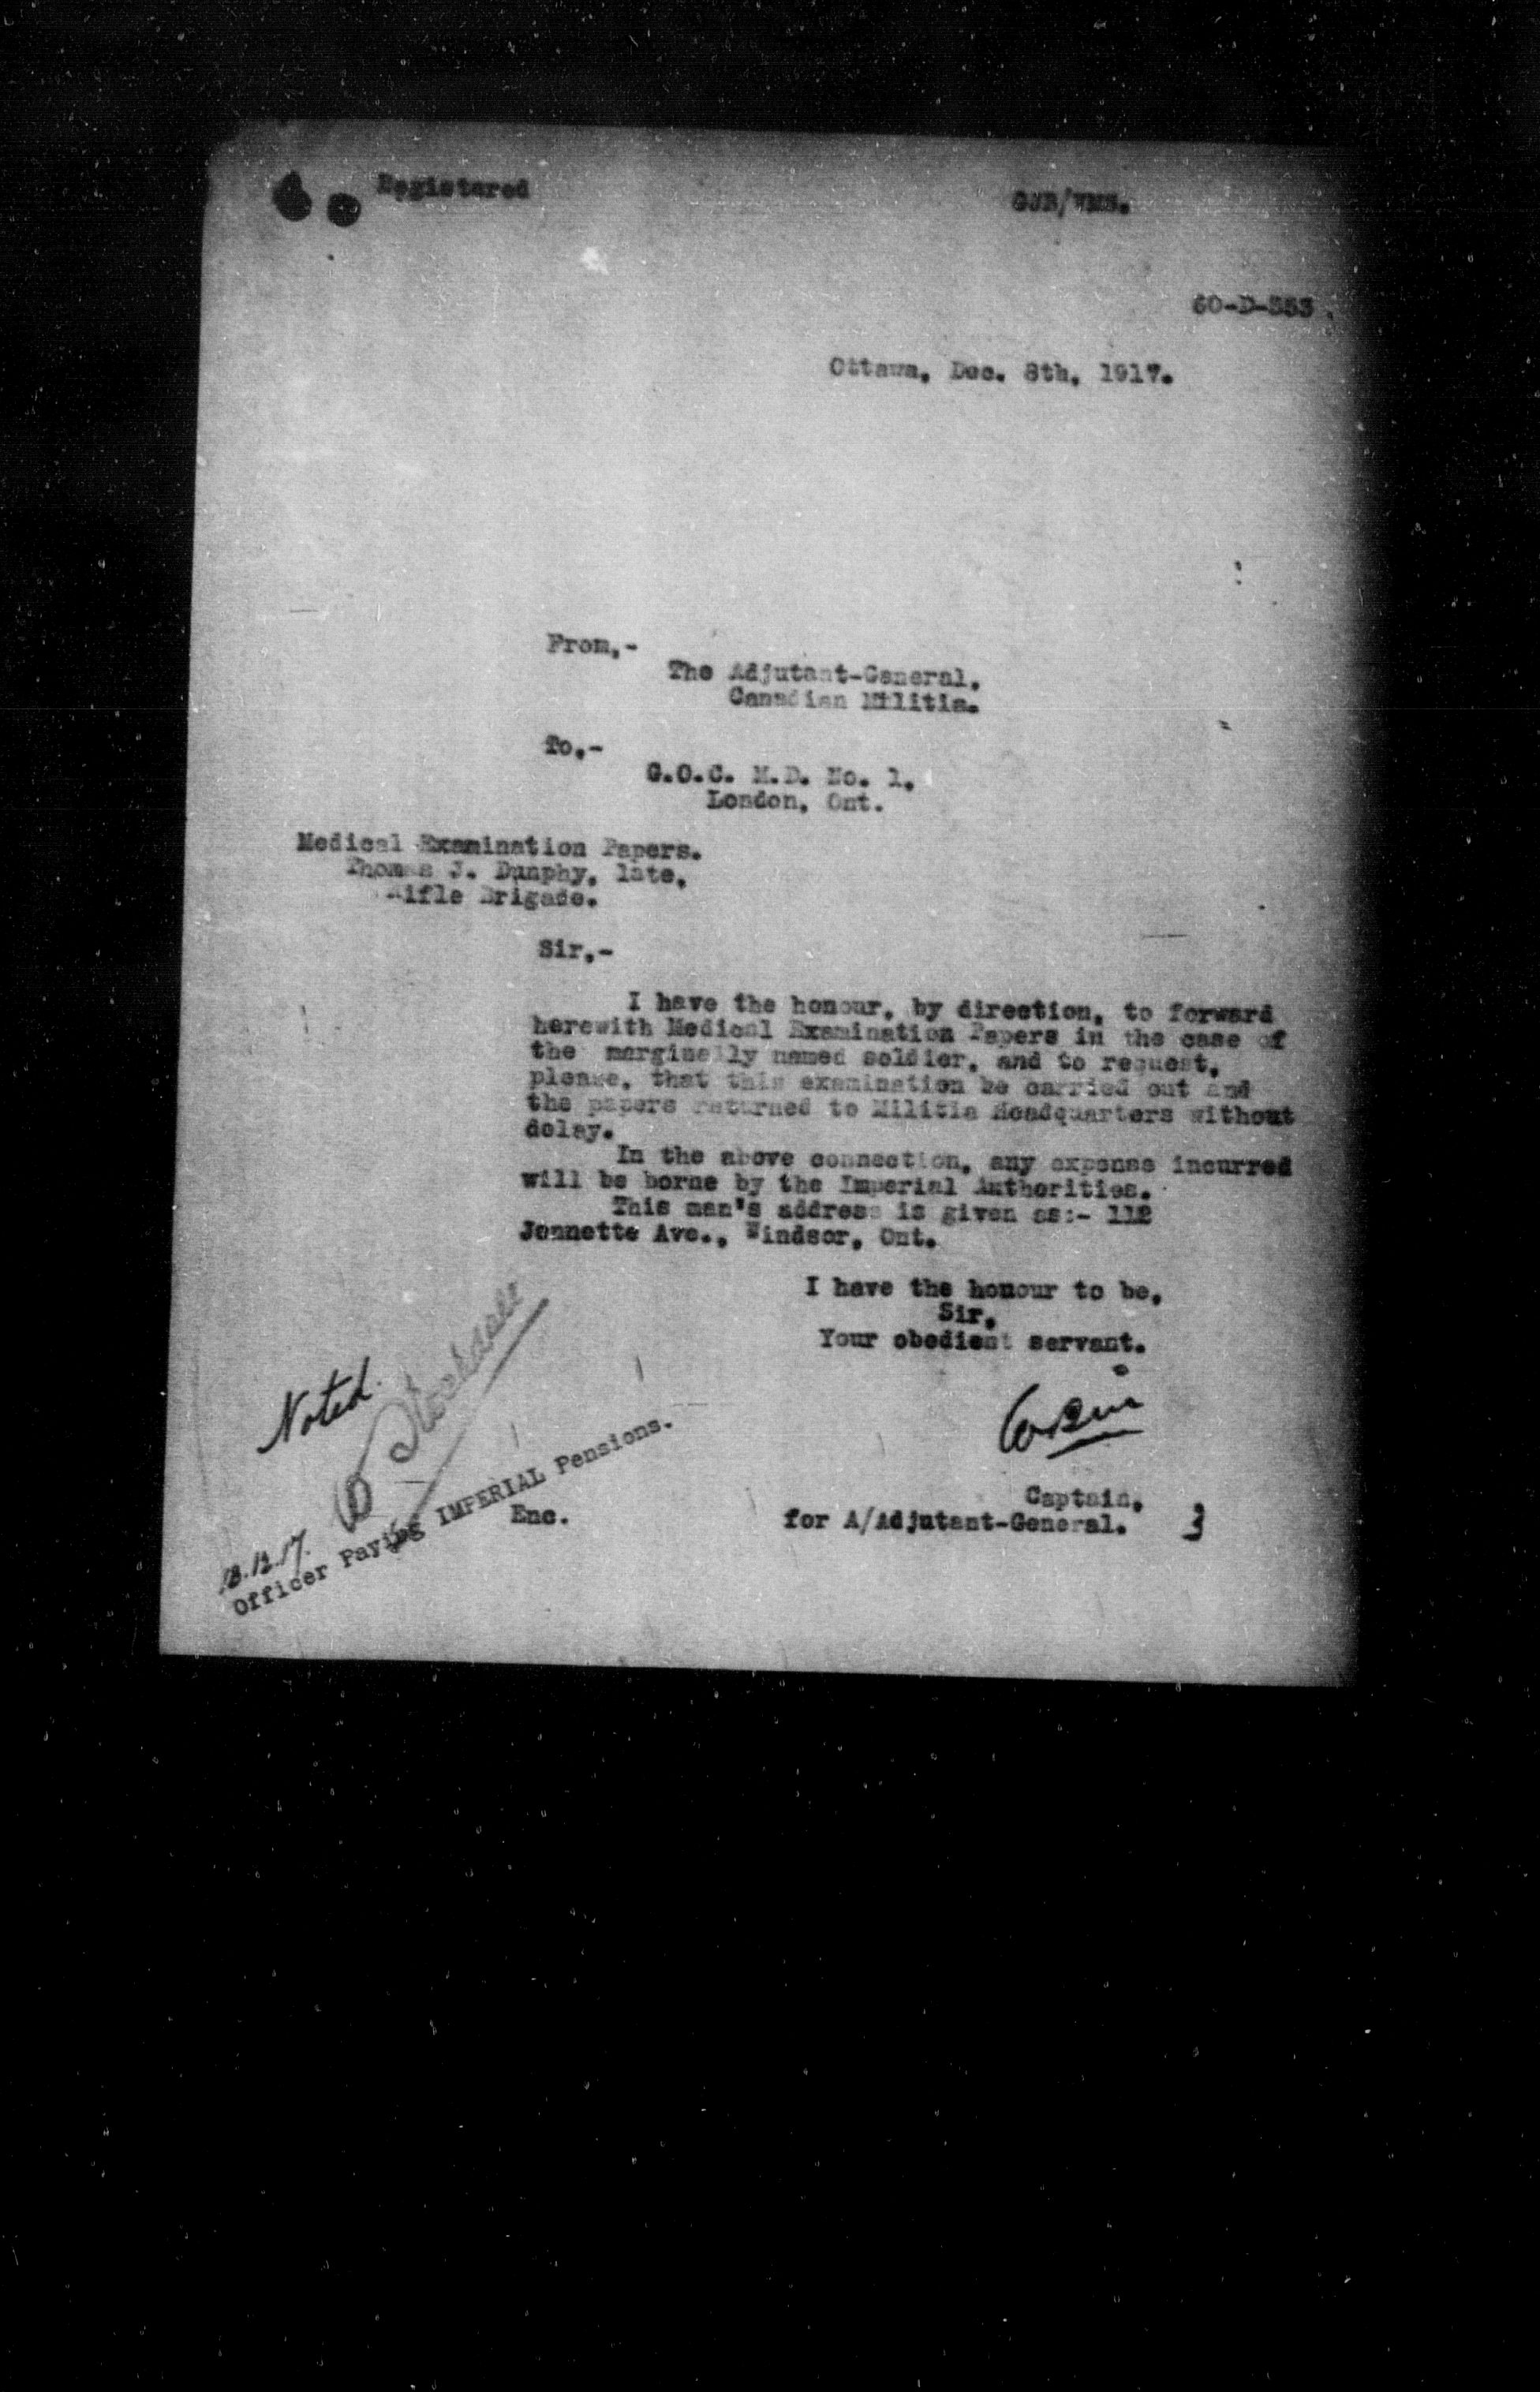 Registered
GJB/WMS.
60-D-353.
Ottawa, Dec. 8th, 1917.
From,-
The Adjutant-General,
Canadian Militia.
To,-
G.O.C. M.D. No. 1,
London, Ont.
Medical Examination Papers.
Thomas J. Dunphy, late,
Rifle Brigade.
Sir,-
I have the honour, by direction, to forward
herewith Medical Examination Papers in the case of
the marginally named soldier, and to request,
please, that this examination be carried out and
the papers returned to Militia Headquarters without
delay.
In the above connection, any expense incurred
will be borne by the Imperial Authorities.
This man's address is given as:- 112
Jannette Ave., Windsor, Ont.
I have the honour to be,
Sir,
Your obedient servant.
Noted.
Captain,
for A/Adjutant-General. 3
Enc.
Officer Paying IMPERIAL Pensions.